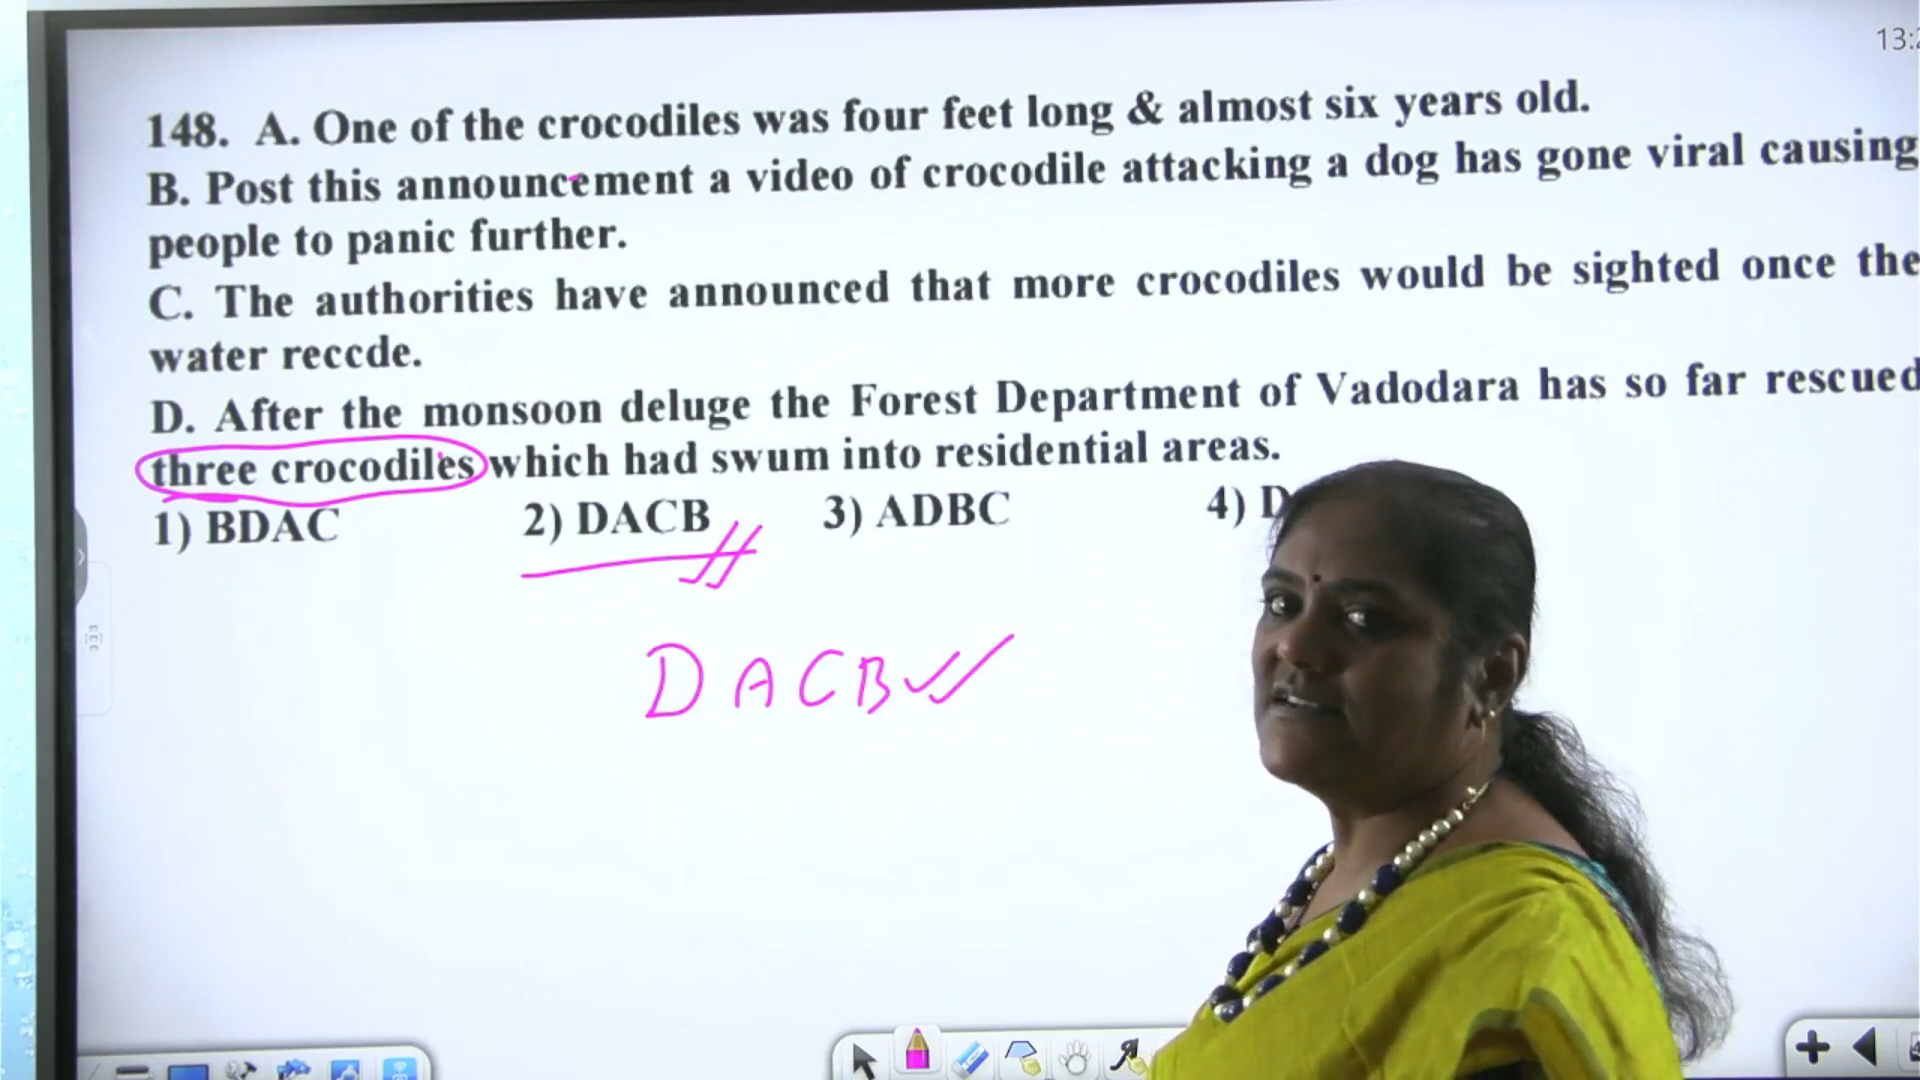 13:
148. A. One of the crocodiles was four feet long & almost six years old.
B. Post this announcement a video of crocodile attacking a dog has gone viral causing
people to panic further.
C. The authorities have announced that more crocodiles would be sighted once the
water reccde.
D. After the monsoon deluge the Forest Department of Vadodara has so far rescued
three crocodiles which had swum into residential areas.
1) BDAC 2) DACB 3) ADBC 4) D
DACB